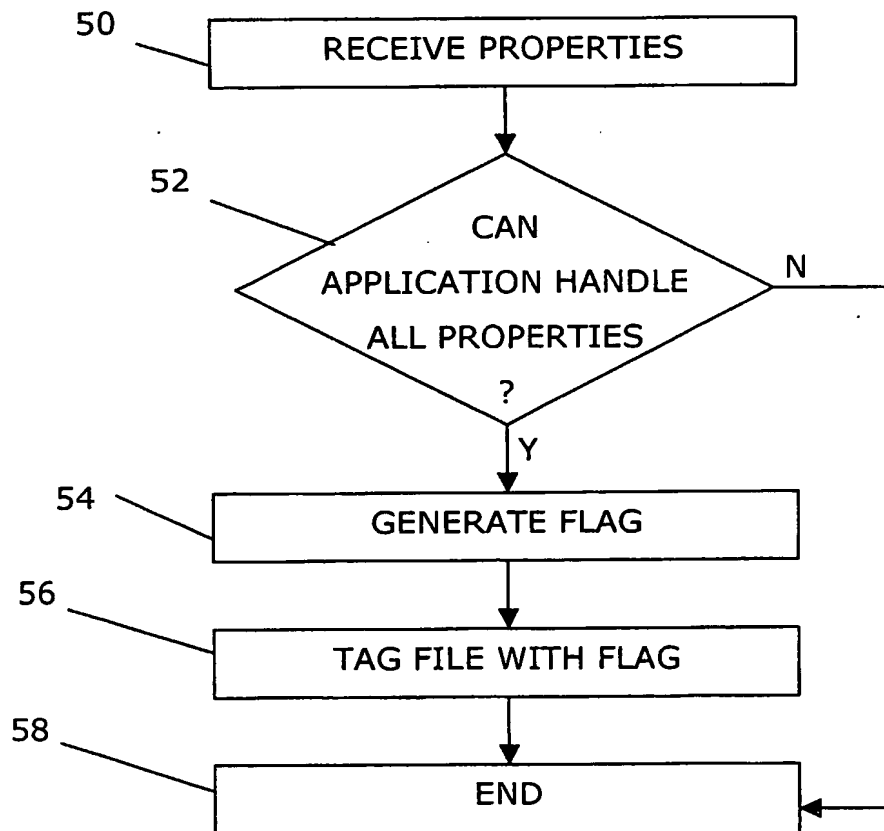 50
RECEIVE PROPERTIES
52
CAN
APPLICATION HANDLE
ALL PROPERTIES
?
N
Y
54
GENERATE FLAG
56
TAG FILE WITH FLAG
58
END